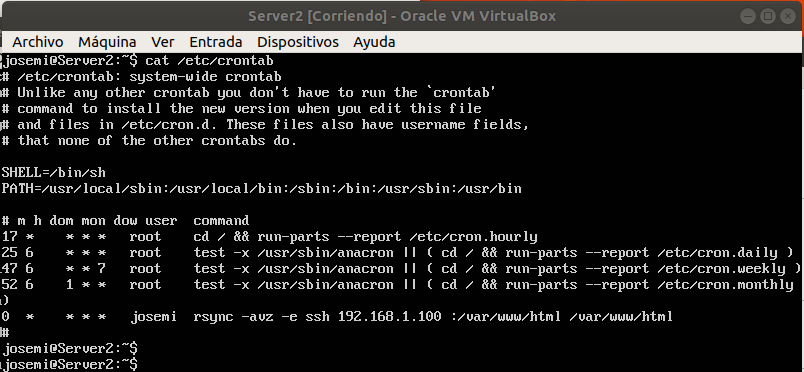 Server2 [Corriendo] - Oracle VM VirtualBox
Archivo Máquina Ver Entrada Dispositivos Ayuda
josemi@Server2:~$ cat /etc/crontab
# /etc/crontab: system-wide crontab
# Unlike any other crontab you don't have to run the `crontab'
# command to install the new version when you edit this file
# and files in /etc/cron.d. These files also have username fields,
# that none of the other crontabs do.
SHELL=/bin/sh
PATH=/usr/local/sbin:/usr/local/bin:/sbin:/bin:/usr/sbin:/usr/bin
# m h dom mon dow user  command
17 *    * * *   root    cd / && run-parts --report /etc/cron.hourly
25 6    * * *   root    test -x /usr/sbin/anacron || ( cd / && run-parts --report /etc/cron.daily )
47 6    * * 7   root    test -x /usr/sbin/anacron || ( cd / && run-parts --report /etc/cron.weekly )
52 6    1 * *   root    test -x /usr/sbin/anacron || ( cd / && run-parts --report /etc/cron.monthly
)
0  *    * * *   josemi  rsync -avz -e ssh 192.168.1.100 :/var/www/html /var/www/html
#
josemi@Server2:~$
josemi@Server2:~$